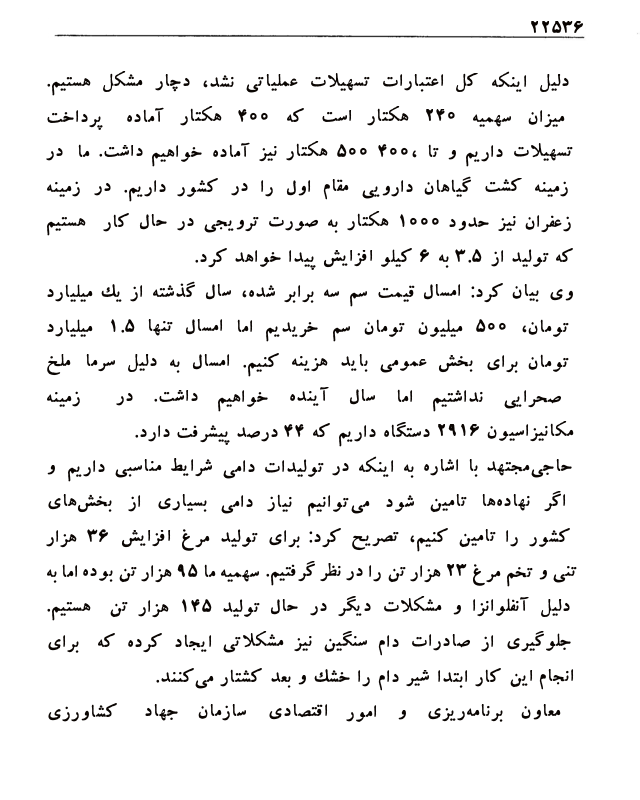 ۲۲۵۳۶
دلیل اینکه کل اعتبارات تسهیلات عملیاتی نشد، دچار مشکل هستیم.
میزان سهمیه ۲۴۰ هکتار است که ۴۰۰ هکتار آماده پرداخت
تسهیلات داریم و تا ،۴۰۰ ۵۰۰ هکتار نیز آماده خواهیم داشت. ما در
زمینه کشت گیاهان دارویی مقام اول را در کشور داریم. در زمینه
زعفران نیز حدود ۱۰۰۰ هکتار به صورت ترویجی در حال کار هستیم
که تولید از ۳.۵ به ۶ کیلو افزایش پیدا خواهد کرد.
وی بیان کرد: امسال قیمت سم سه برابر شده، سال گذشته از یك میلیارد
تومان، ۵۰۰ میلیون تومان سم خریدیم اما امسال تنها ۱.۵ میلیارد
تومان برای بخش عمومی باید هزینه کنیم. امسال به دلیل سرما ملخ
صحرایی نداشتیم اما سال آینده خواهیم داشت. در زمینه
مکانیزاسیون ۲۹۱۶ دستگاه داریم که ۴۴ درصد پیشرفت دارد.
حاجی‌مجتهد با اشاره به اینکه در تولیدات دامی شرایط مناسبی داریم و
اگر نهاده‌ها تامین شود می‌توانیم نیاز دامی بسیاری از بخش‌های
کشور را تامین کنیم، تصریح کرد: برای تولید مرغ افزایش ۳۶ هزار
تنی و تخم مرغ ۲۳ هزار تن را در نظر گرفتیم. سهمیه ما ۹۵ هزار تن بوده اما به
دلیل آنفلوانزا و مشکلات دیگر در حال تولید ۱۴۵ هزار تن هستیم.
جلوگیری از صادرات دام سنگین نیز مشکلاتی ایجاد کرده که برای
انجام این کار ابتدا شیر دام را خشك و بعد کشتار می‌کنند.
معاون برنامه‌ریزی و امور اقتصادی سازمان جهاد کشاورزی